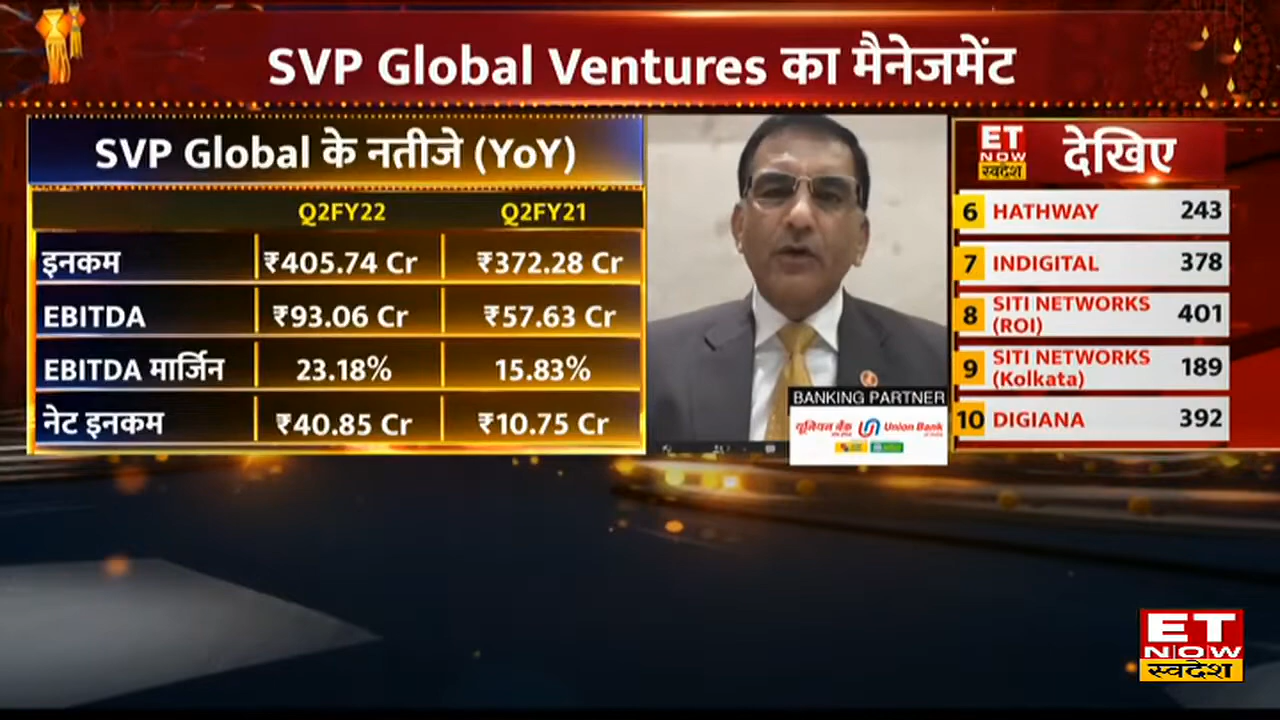 SVP Global Ventures का मैनेजमेंट
SVP Global के नतीजे (YoY)
Q2FY22 Q2FY21
इनकम ₹405.74 Cr ₹372.28 Cr
EBITDA ₹93.06 Cr ₹57.63 Cr
EBITDA मार्जिन 23.18% 15.83%
नेट इनकम ₹40.85 Cr ₹10.75 Cr
BANKING PARTNER
यूनियन बैंक Union Bank
ET
NOW
स्वदेश
देखिए
6 HATHWAY 243
7 INDIGITAL 378
8 SITI NETWORKS (ROI) 401
9 SITI NETWORKS (Kolkata) 189
10 DIGIANA 392
ET
NOW
स्वदेश